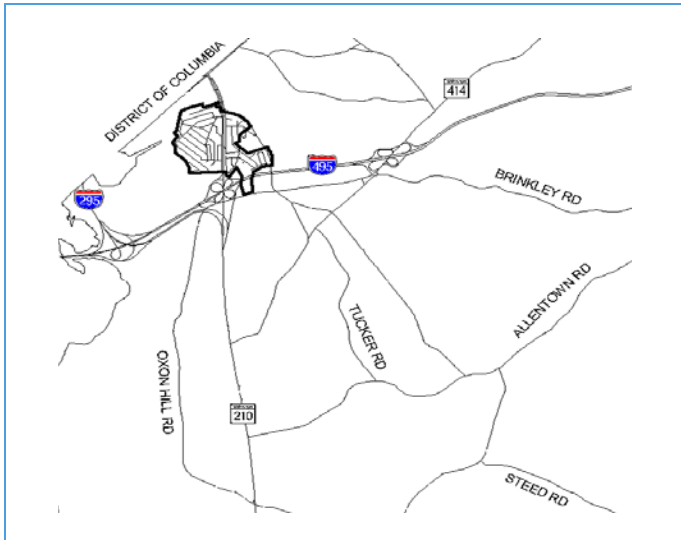 DISTRICT OF COLUMBIA
414
495
295
BRINKLEY RD
ALLENTOWN RD
TUCKER RD
OXON HILL RD
210
STEED RD